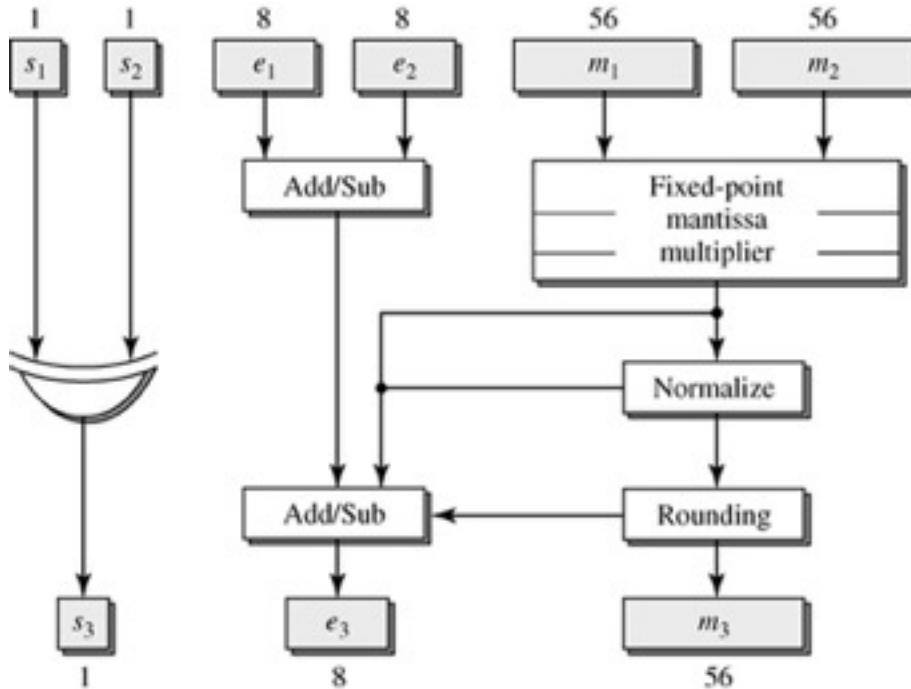 1 1 8 8 56 56
s1 s2 e1 e2 m1 m2
Add/Sub
Fixed-point
mantissa
multiplier
Normalize
Add/Sub
Rounding
s3 e3 m3
1 8 56